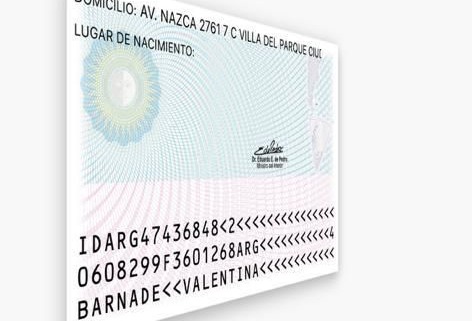 DOMICILIO: AV. NAZCA 2761 7 C VILLA DEL PARQUE CIUD
LUGAR DE NACIMIENTO:
Dr. Eduardo E. de Pedro
Ministro del Interior
IDARG47436848<2<<<<<<<<<<<<<<<
0608299F3601268ARG<<<<<<<<<<<4
BARNADE<<VALENTINA<<<<<<<<<<<<